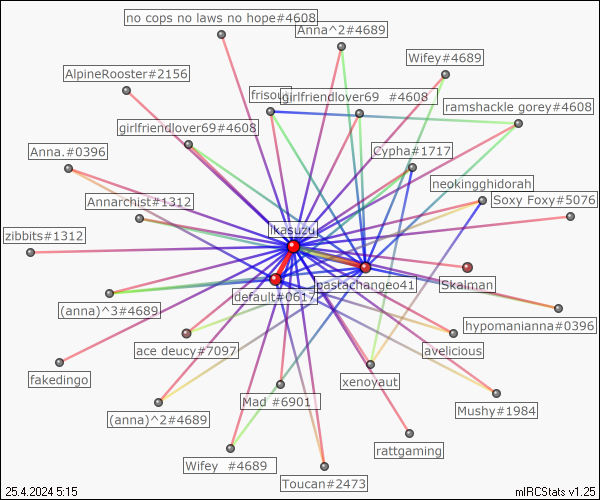 no cops no laws no hope#4608
Anna^2#4689
Wifey#4689
AlpineRooster#2156
frisou
girlfriendlover69 #4608
ramshackle gorey#4608
girlfriendlover69#4608
Anna.#0396
Cypha#1717
neokingghidorah
Annarchist#1312
Soxy Foxy#5076
zibbits#1312
likasuzu
pastachangeo41
Skalman
default#0617
(anna)^3#4689
hypomanianna#0396
ace deucy#7097
avelicious
fakedingo
xenoyaut
Mad #6901
Mushy#1984
(anna)^2#4689
rattgaming
Wifey #4689
Toucan#2473
25.4.2024 5:15
mIRCStats v1.25